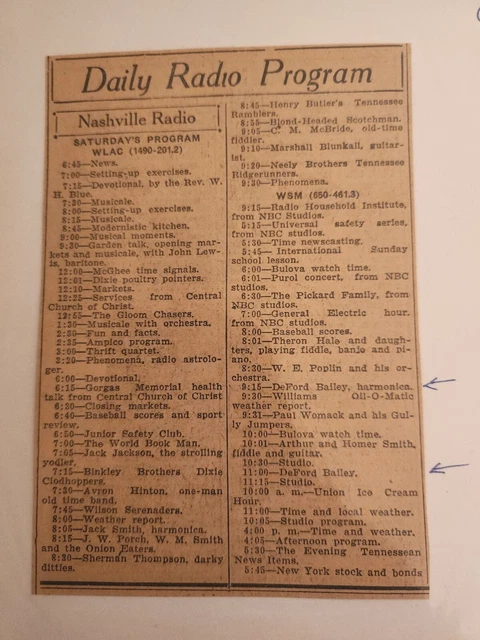 Daily Radio Program
Nashville Radio
SATURDAY'S PROGRAM
WLAC (1490-201.2)
6:45—News.
7:00—Setting-up exercises.
7:15—Devotional, by the Rev. W.
H. Blue.
7:30—Musicale.
8:00—Setting-up exercises.
8:15—Musicale.
8:45—Modernistic kitchen.
9:00—Musical moments.
9:30—Garden talk, opening mar-
kets and musicale, with John Lew-
is, baritone.
12:00—McGhee time signals.
12:01—Dixie poultry pointers.
12:10—Markets.
12:25—Services from Central
Church of Christ.
12:55—The Gloom Chasers.
1:30—Musicale with orchestra.
2:30—Fun and facts.
2:35—Ampico program.
3:00—Thrift quartet.
3:20—Phenomena, radio astrolo-
ger.
6:00—Devotional.
6:15—Gorgas Memorial health
talk from Central Church of Christ
6:30—Closing markets.
6:40—Baseball scores and sport
review.
6:50—Junior Safety Club.
7:00—The World Book Man.
7:05—Jack Jackson, the strolling
yodler.
7:15—Binkley Brothers Dixie
Clodhoppers.
7:30—Avron Hinton, one-man
old time band.
7:45—Wilson Serenaders.
8:00—Weather report.
8:05—Jack Smith, harmonica.
8:15—J. W. Porch, W. M. Smith
and the Onion Eaters.
8:30—Sherman Thompson, darky
ditties.
8:45—Henry Butler's Tennessee
Ramblers.
8:55—Blond-Headed Scotchman.
9:05—C. M. McBride, old-time
fiddler.
9:10—Marshall Blunkall, guitar-
ist.
9:20—Neely Brothers Tennessee
Ridgerunners.
9:30—Phenomena.
WSM (650-461.3)
9:15—Radio Household Institute,
from NBC Studios.
5:15—Universal safety series,
from NBC studios.
5:30—Time newscasting.
5:45—International Sunday
school lesson.
6:00—Bulova watch time.
6:01—Purol concert, from NBC
studios.
6:30—The Pickard Family, from
NBC studios.
7:00—General Electric hour.
from NBC studios.
8:00—Baseball scores.
8:01—Theron Hale and daugh-
ters, playing fiddle, banjo and pi-
ano.
8:30—W. E. Poplin and his or-
chestra.
9:15—DeFord Bailey, harmonica.
9:30—Williams Oil-O-Matic
weather report.
9:31—Paul Womack and his Gul-
ly Jumpers.
10:00—Bulova watch time.
10:01—Arthur and Homer Smith,
fiddle and guitar.
10:30—Studio.
11:00—DeFord Bailey.
11:15—Studio.
10:00 a. m.—Union Ice Cream
Hour.
11:00—Time and local weather.
10:05—Studio program.
4:00 p. m.—Time and weather.
4:05—Afternoon program.
5:30—The Evening Tennessean
News Items.
5:45—New York stock and bonds